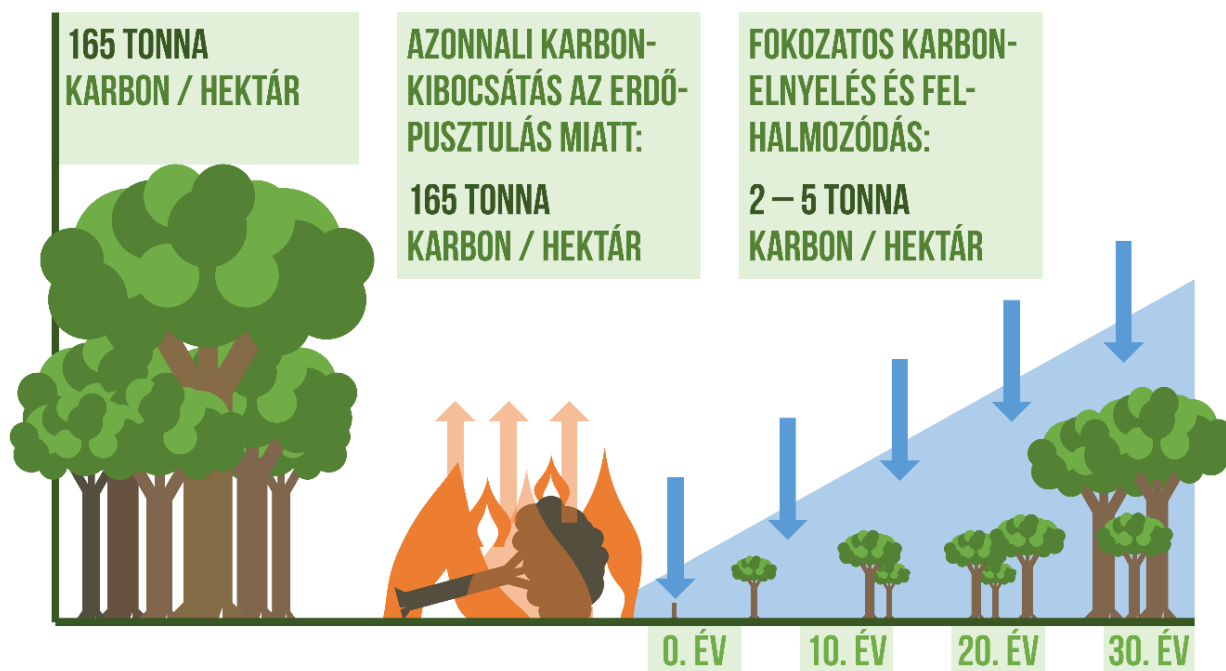 165 TONNA
KARBON / HEKTÁR
AZONNALI KARBON-
KIBOCSÁTÁS AZ ERDŐ-
PUSZTULÁS MIATT:
165 TONNA
KARBON / HEKTÁR
FOKOZATOS KARBON-
ELNYELÉS ÉS FEL-
HALMOZÓDÁS:
2 – 5 TONNA
KARBON / HEKTÁR
0. ÉV
10. ÉV
20. ÉV
30. ÉV